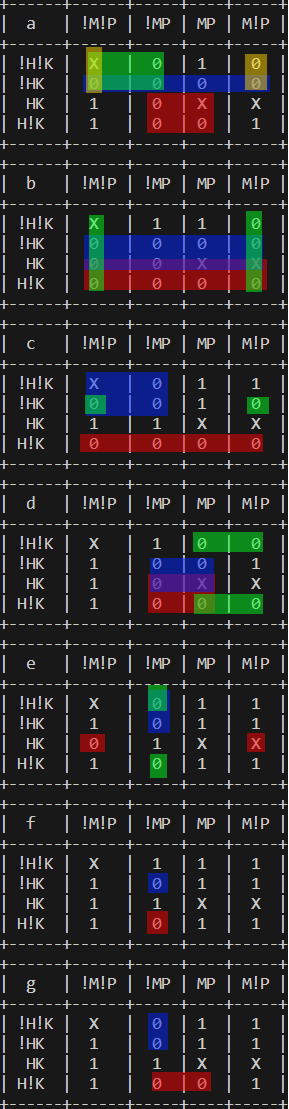 +------+-----+-----+----+-----+
|  a   | !M!P | !MP | MP | M!P |
+------+-----+-----+----+-----+
| !H!K | X | 0 | 1 | 0 |
| !HK | 0 | 0 | 0 | 0 |
| HK | 1 | 0 | X | X |
| H!K | 1 | 0 | 0 | 1 |
+------+-----+-----+----+-----+
+------+-----+-----+----+-----+
| b | !M!P | !MP | MP | M!P |
+------+-----+-----+----+-----+
| !H!K | X | 1 | 1 | 0 |
| !HK | 0 | 0 | 0 | 0 |
| HK | 0 | 0 | X | X |
| H!K | 0 | 0 | 0 | 0 |
+------+-----+-----+----+-----+
+------+-----+-----+----+-----+
| c | !M!P | !MP | MP | M!P |
+------+-----+-----+----+-----+
| !H!K | X | 0 | 1 | 1 |
| !HK | 0 | 0 | 1 | 0 |
| HK | 1 | 1 | X | X |
| H!K | 0 | 0 | 0 | 0 |
+------+-----+-----+----+-----+
+------+-----+-----+----+-----+
| d | !M!P | !MP | MP | M!P |
+------+-----+-----+----+-----+
| !H!K | X | 1 | 0 | 0 |
| !HK | 1 | 0 | 0 | 1 |
| HK | 1 | 0 | X | X |
| H!K | 1 | 0 | 0 | 0 |
+------+-----+-----+----+-----+
+------+-----+-----+----+-----+
| e | !M!P | !MP | MP | M!P |
+------+-----+-----+----+-----+
| !H!K | X | 0 | 1 | 1 |
| !HK | 1 | 0 | 1 | 1 |
| HK | 0 | 1 | X | X |
| H!K | 1 | 0 | 1 | 1 |
+------+-----+-----+----+-----+
+------+-----+-----+----+-----+
| f | !M!P | !MP | MP | M!P |
+------+-----+-----+----+-----+
| !H!K | X | 1 | 1 | 1 |
| !HK | 1 | 0 | 1 | 1 |
| HK | 1 | 1 | X | X |
| H!K | 1 | 0 | 1 | 1 |
+------+-----+-----+----+-----+
+------+-----+-----+----+-----+
| g | !M!P | !MP | MP | M!P |
+------+-----+-----+----+-----+
| !H!K | X | 0 | 1 | 1 |
| !HK | 1 | 0 | 1 | 1 |
| HK | 1 | 1 | X | X |
| H!K | 1 | 0 | 0 | 1 |
+------+-----+-----+----+-----+